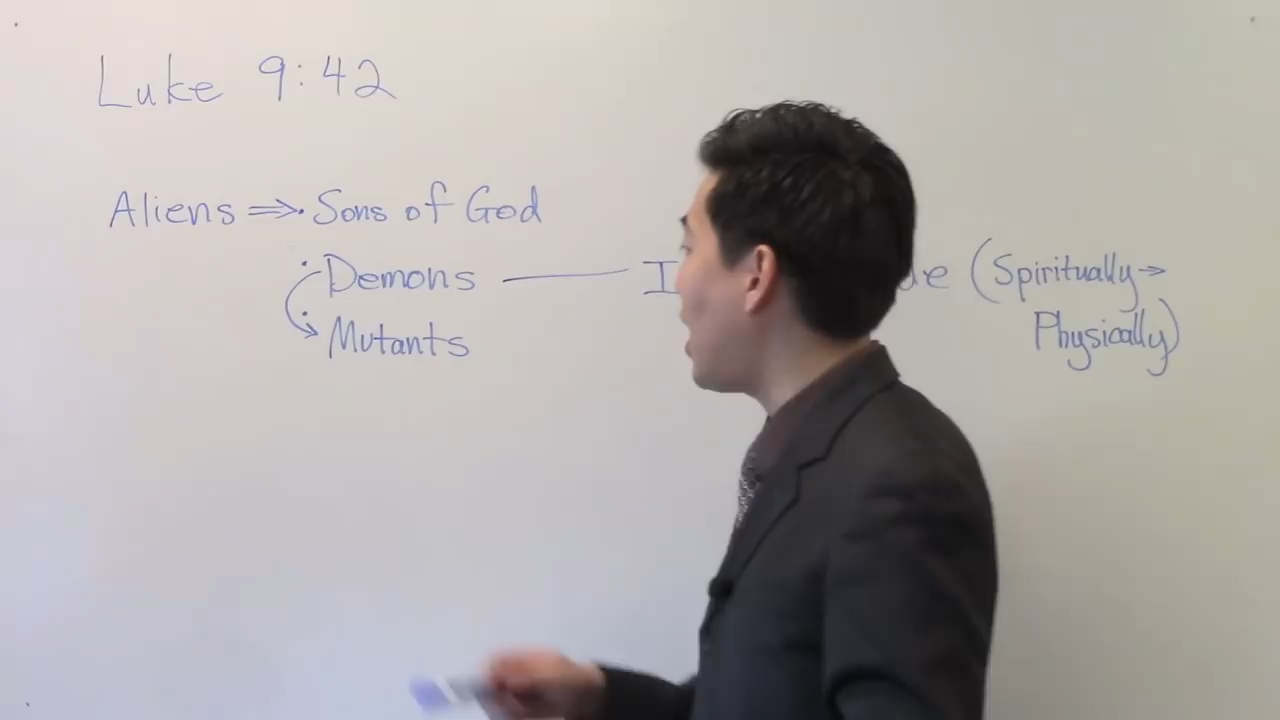 Luke 9:42
Aliens ⇒ · Sons of God
· Demons — (Spiritually →
· Mutants Physically)